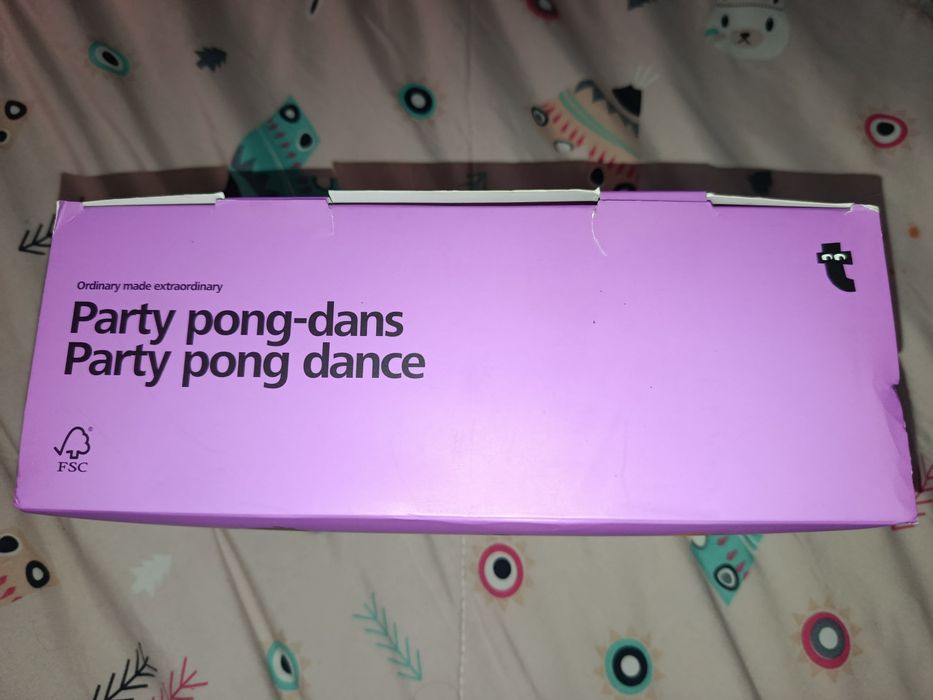 Ordinary made extraordinary
Party pong-dans
Party pong dance
t
FSC®